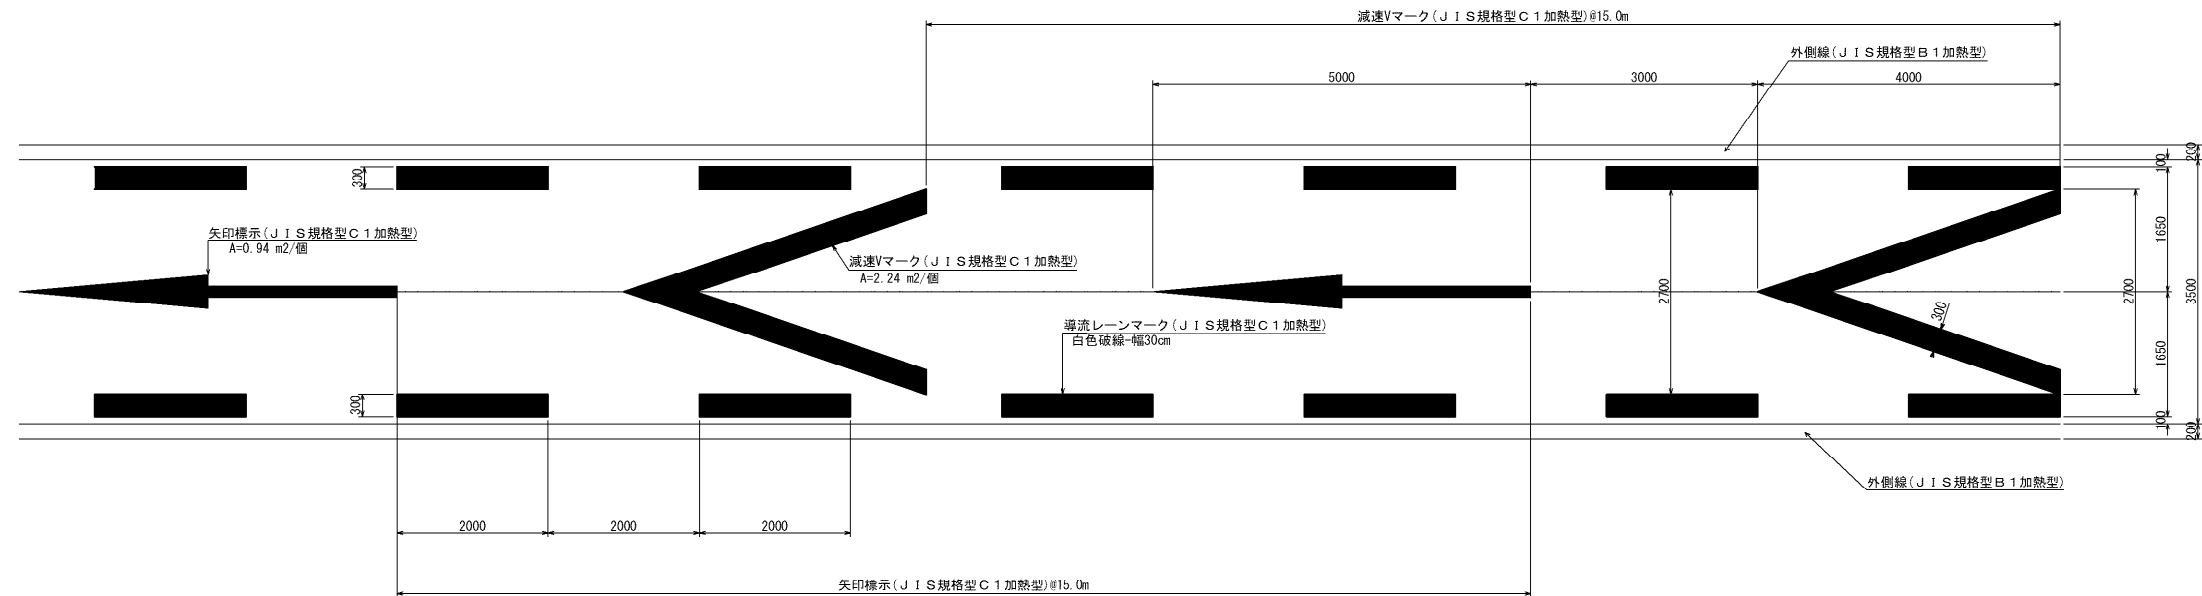 減速Vマーク(ＪＩＳ規格型Ｃ１加熱型)@15.0m
外側線(ＪＩＳ規格型Ｂ１加熱型)
5000
3000
4000
200
100
300
1650
2700
2700
3500
矢印標示(ＪＩＳ規格型Ｃ１加熱型)
A=0.94 m2/個
減速Vマーク(ＪＩＳ規格型Ｃ１加熱型)
A=2.24 m2/個
導流レーンマーク(ＪＩＳ規格型Ｃ１加熱型)
白色破線-幅30cm
300
1650
300
100
200
外側線(ＪＩＳ規格型Ｂ１加熱型)
2000
2000
2000
矢印標示(ＪＩＳ規格型Ｃ１加熱型)@15.0m